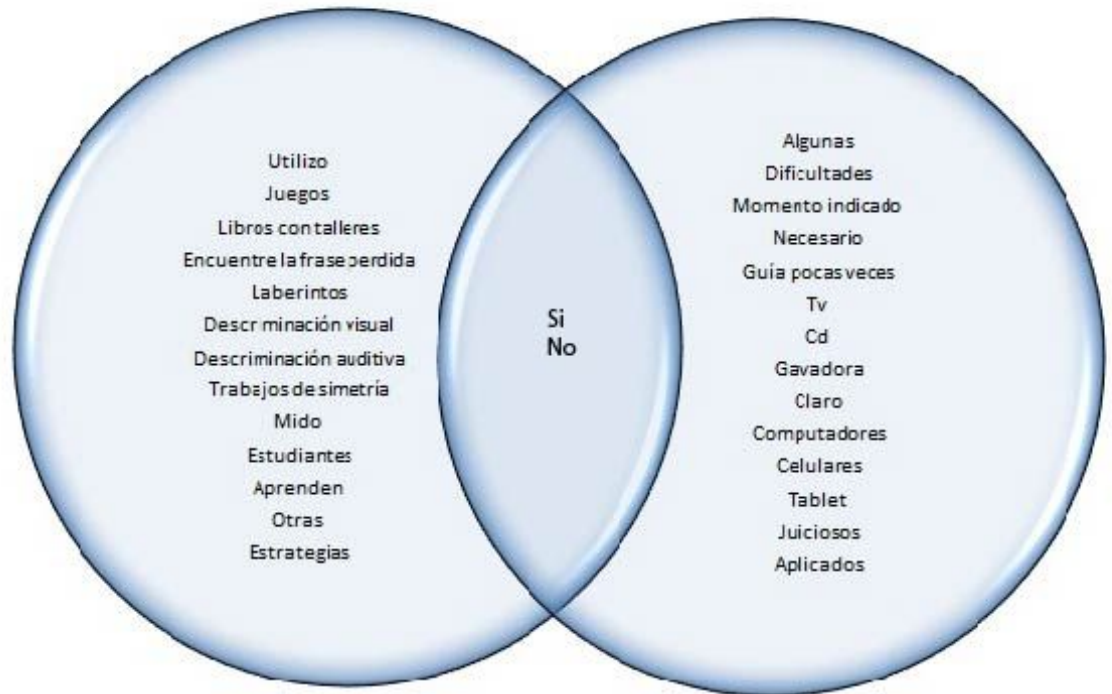 Utilizo
Juegos
Libros con talleres
Encuentre la frase perdida
Laberintos
Descriminación visual
Descriminación auditiva
Trabajos de simetría
Mido
Estudiantes
Aprenden
Otras
Estrategias
Si
No
Algunas
Dificultades
Momento indicado
Necesario
Guía pocas veces
Tv
Cd
Gavadora
Claro
Computadores
Celulares
Tablet
Juiciosos
Aplicados